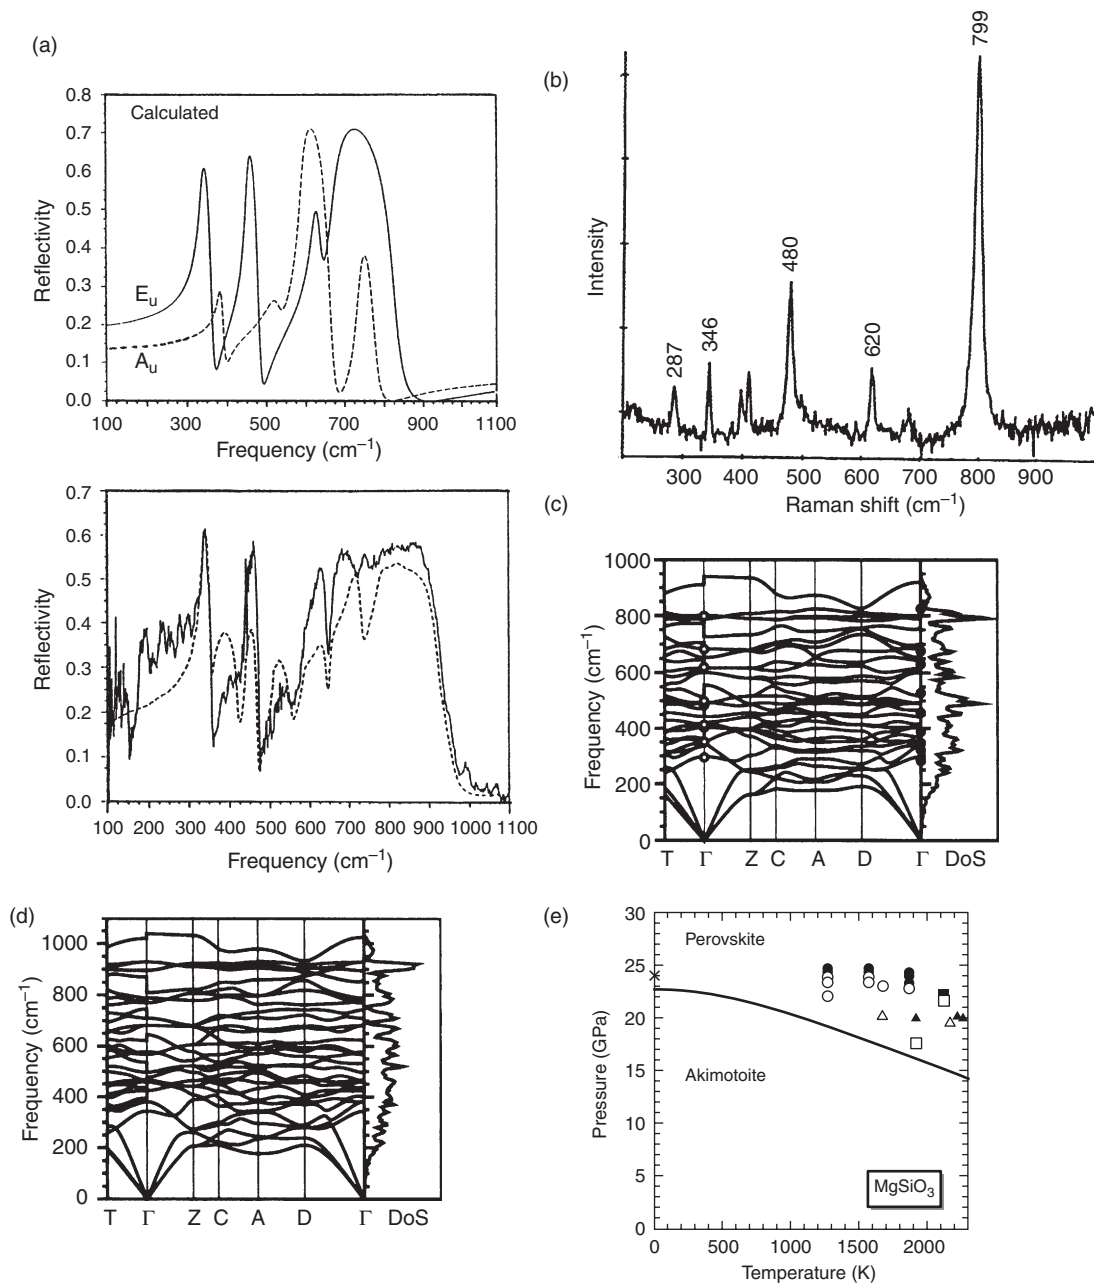 (a)
0.8
0.7
0.6
0.5
0.4
0.3
0.2
0.1
0.0
Reflectivity
Calculated
Eu
Au
100 300 500 700 900 1100
Frequency (cm−1)
0.7
0.6
0.5
0.4
0.3
0.2
0.1
0.0
Reflectivity
100 200 300 400 500 600 700 800 900 1000 1100
Frequency (cm−1)
(b)
Intensity
287
346
480
620
799
300 400 500 600 700 800 900
Raman shift (cm−1)
(c)
1000
800
600
400
200
0
Frequency (cm−1)
T Γ Z C A D Γ DoS
(d)
1000
800
600
400
200
0
Frequency (cm−1)
T Γ Z C A D Γ DoS
(e)
30
25
20
15
10
5
0
Pressure (GPa)
Perovskite
Akimotoite
MgSiO3
0 500 1000 1500 2000
Temperature (K)